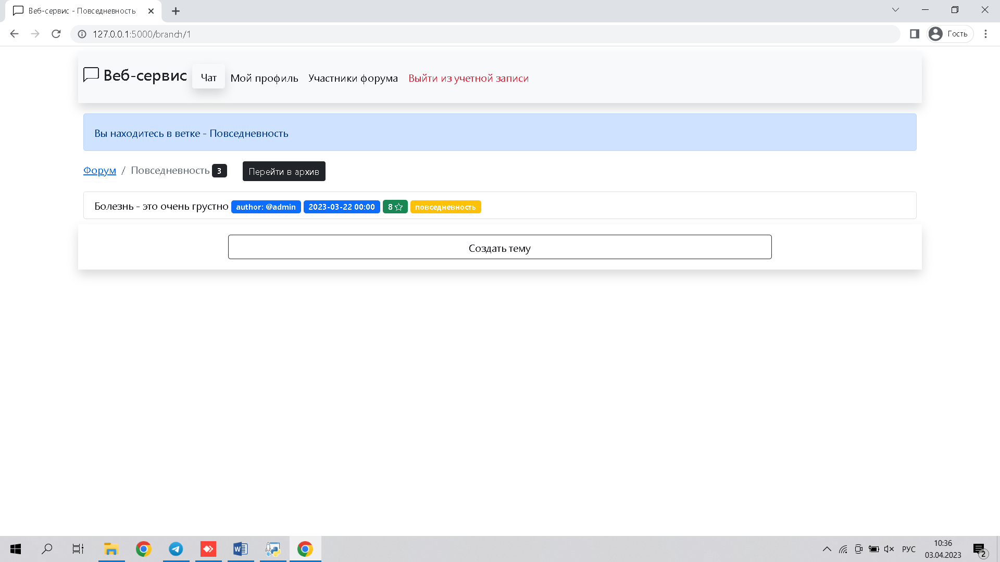 Веб-сервис - Повседневность
127.0.0.1:5000/branch/1
Гость
Веб-сервис Чат Мой профиль Участники форума Выйти из учетной записи
Вы находитесь в ветке - Повседневность
Форум / Повседневность 3 Перейти в архив
Болезнь - это очень грустно author: @admin 2023-03-22 00:00 8 повседневность
Создать тему
W РУС 10:36
03.04.2023 2